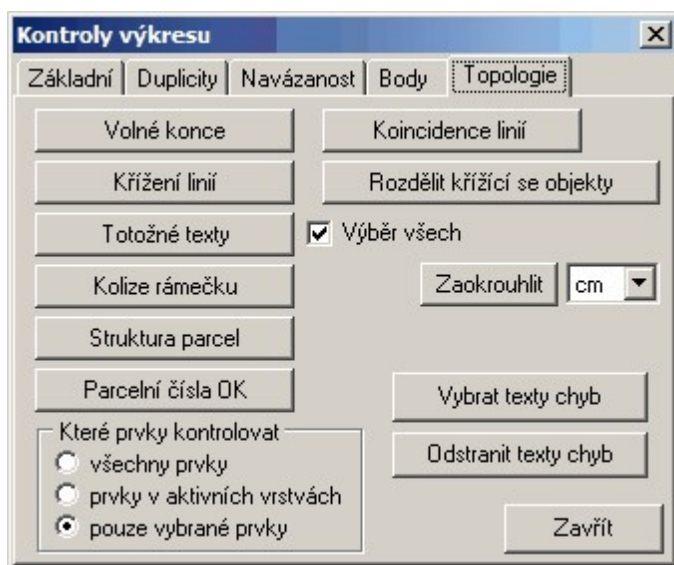 Kontroly výkresu
Základní Duplicity Navázanost Body Topologie
Volné konce Koincidence linií
Křížení linií Rozdělit křížící se objekty
Totožné texty Výběr všech
Kolize rámečku Zaokrouhlit cm
Struktura parcel
Parcelní čísla OK Vybrat texty chyb
Které prvky kontrolovat
všechny prvky Odstranit texty chyb
prvky v aktivních vrstvách
pouze vybrané prvky Zavřít